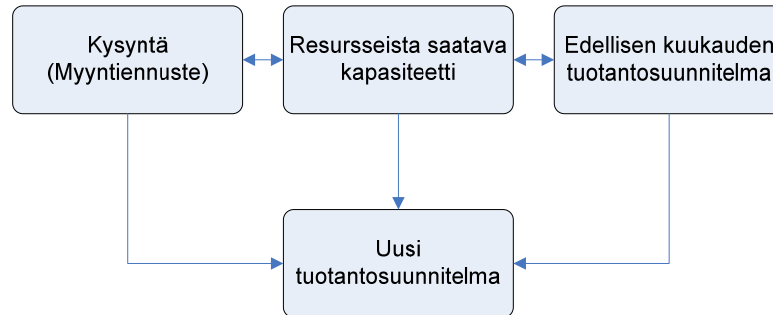 Kysyntä
(Myyntiennuste)
Resursseista saatava
kapasiteetti
Edellisen kuukauden
tuotantosuunnitelma
Uusi
tuotantosuunnitelma